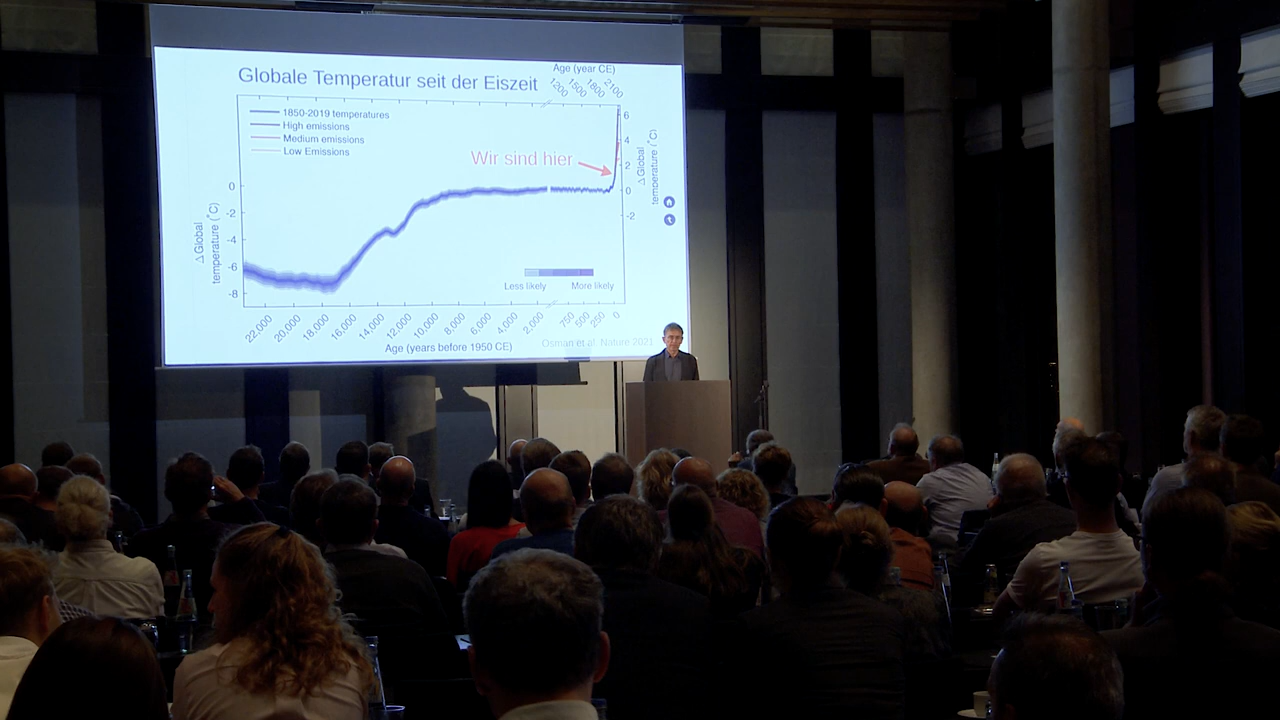 Globale Temperatur seit der Eiszeit
Age (year CE)
1200 1500 1800 2100
1850-2019 temperatures
High emissions
Medium emissions
Low Emissions
Wir sind hier
6
4
2
0
-2
Δ Global
temperature (°C)
0
-2
-4
-6
-8
Δ Global
temperature (°C)
Less likely More likely
22,000 20,000 18,000 16,000 14,000 12,000 10,000 8,000 6,000 4,000 2,000 750 500 250 0
Age (years before 1950 CE)
Osman et al. Nature 2021